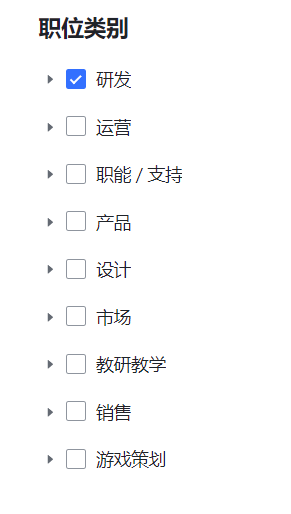 职位类别
研发
运营
职能 / 支持
产品
设计
市场
教研教学
销售
游戏策划